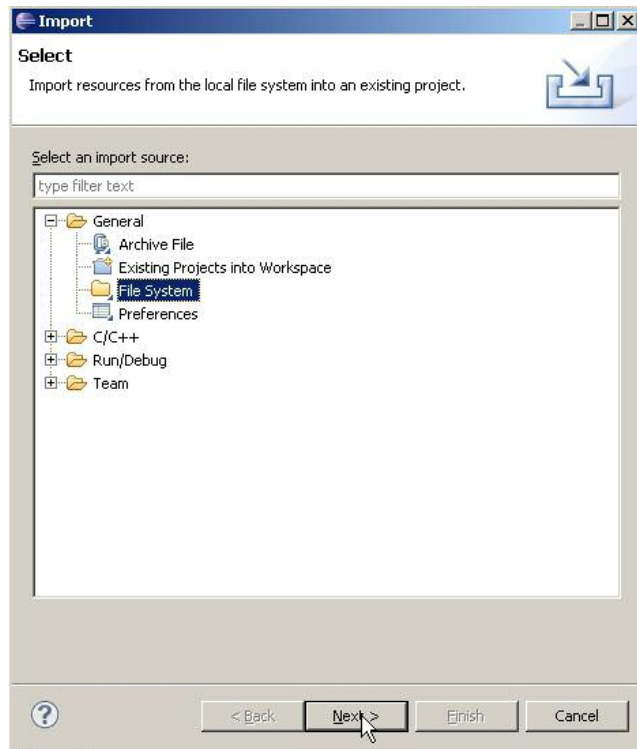 Import
Select
Import resources from the local file system into an existing project.
Select an import source:
type filter text
General
Archive File
Existing Projects into Workspace
File System
Preferences
C/C++
Run/Debug
Team
? < Back Next > Finish Cancel